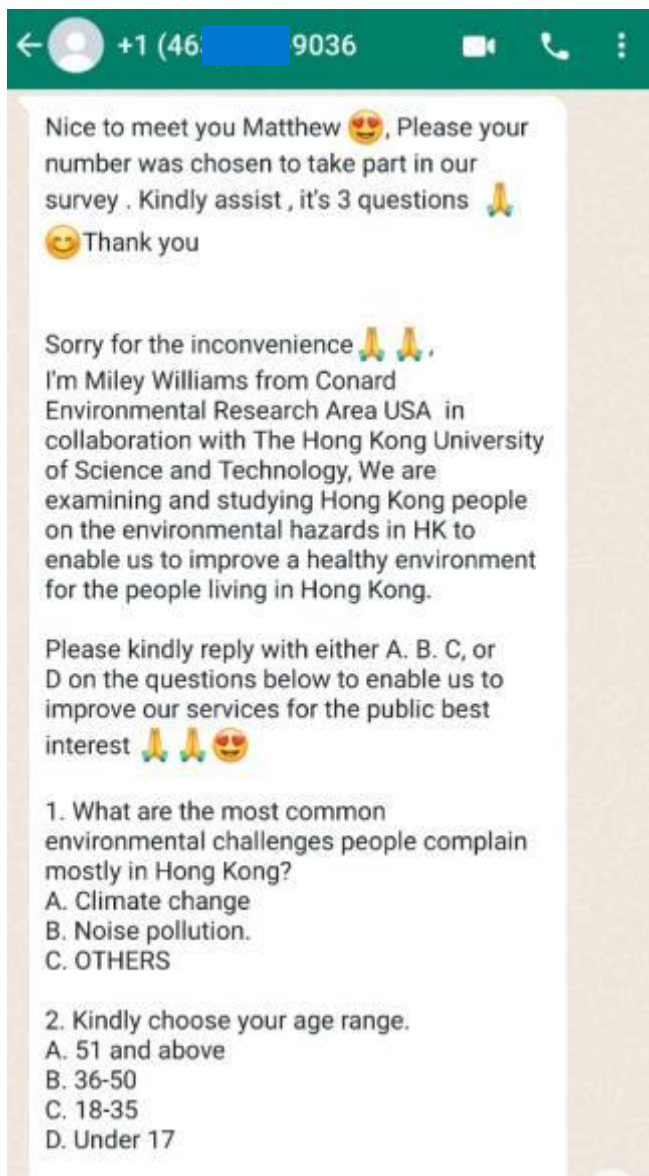 +1 (46 -9036
Nice to meet you Matthew 😍, Please your
number was chosen to take part in our
survey . Kindly assist , it's 3 questions 🙏
😊Thank you
Sorry for the inconvenience🙏 🙏 ,
I'm Miley Williams from Conard
Environmental Research Area USA in
collaboration with The Hong Kong University
of Science and Technology, We are
examining and studying Hong Kong people
on the environmental hazards in HK to
enable us to improve a healthy environment
for the people living in Hong Kong.
Please kindly reply with either A. B. C, or
D on the questions below to enable us to
improve our services for the public best
interest 🙏 🙏😍
1. What are the most common
environmental challenges people complain
mostly in Hong Kong?
A. Climate change
B. Noise pollution.
C. OTHERS
2. Kindly choose your age range.
A. 51 and above
B. 36-50
C. 18-35
D. Under 17